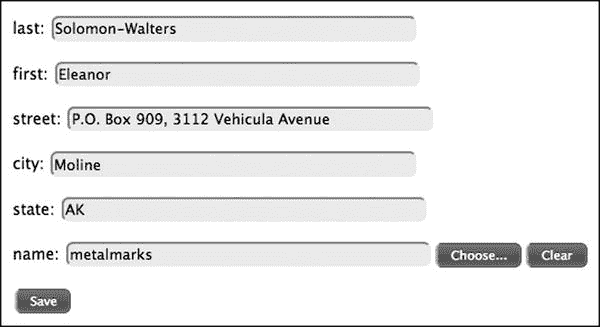 last: Solomon-Walters
first: Eleanor
street: P.O. Box 909, 3112 Vehicula Avenue
city: Moline
state: AK
name: metalmarks Choose... Clear
Save